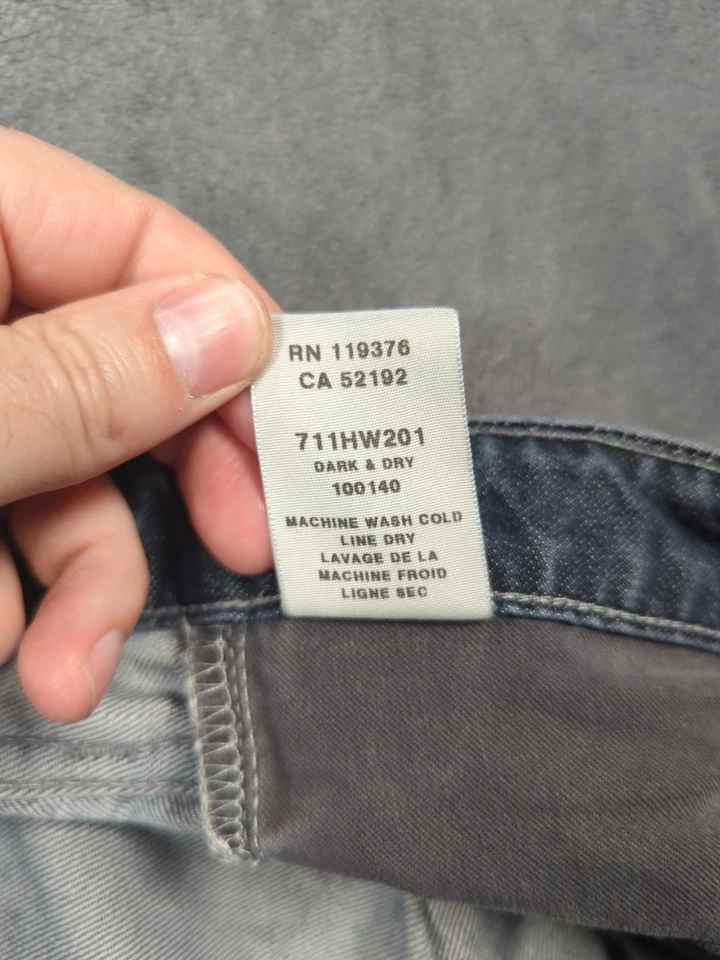 RN 119376
CA 52192
711HW201
DARK & DRY
100140
MACHINE WASH COLD
LINE DRY
LAVAGE DE LA
MACHINE FROID
LIGNE SEC